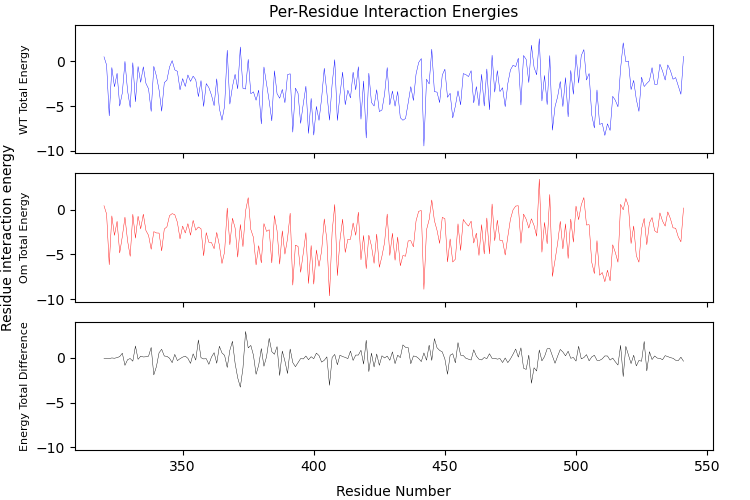 Per-Residue Interaction Energies
Residue interaction energy
WT Total Energy
0
−5
−10
Om Total Energy
0
−5
−10
Energy Total Difference
0
−5
−10
350
400
450
500
550
Residue Number